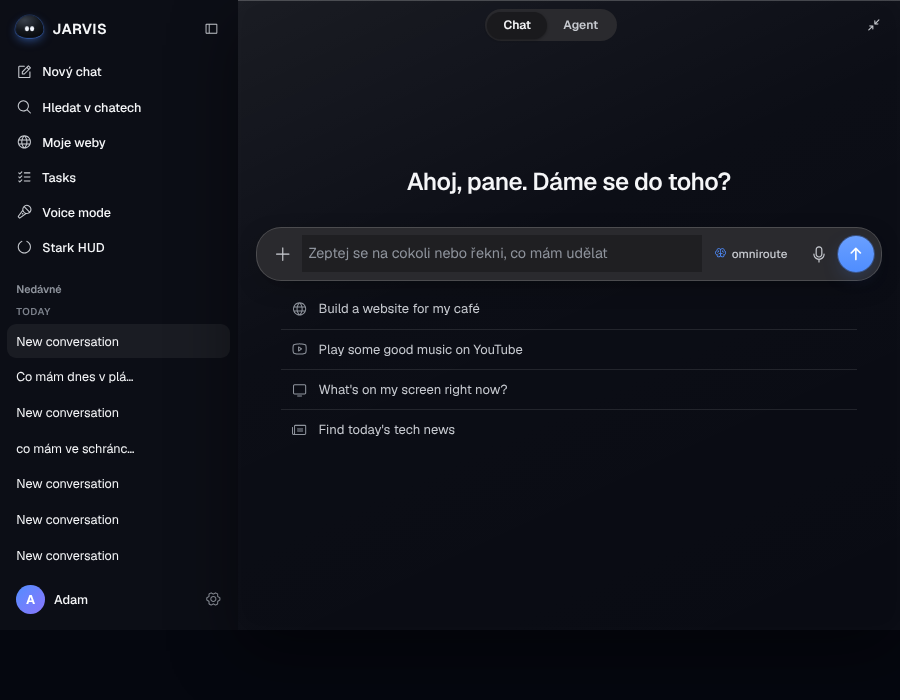 JARVIS
Nový chat
Hledat v chatech
Moje weby
Tasks
Voice mode
Stark HUD
Nedávné
TODAY
New conversation
Co mám dnes v plá…
New conversation
co mám ve schránc…
New conversation
New conversation
New conversation
A Adam
Chat Agent
Ahoj, pane. Dáme se do toho?
Zeptej se na cokoli nebo řekni, co mám udělat omniroute
Build a website for my café
Play some good music on YouTube
What's on my screen right now?
Find today's tech news